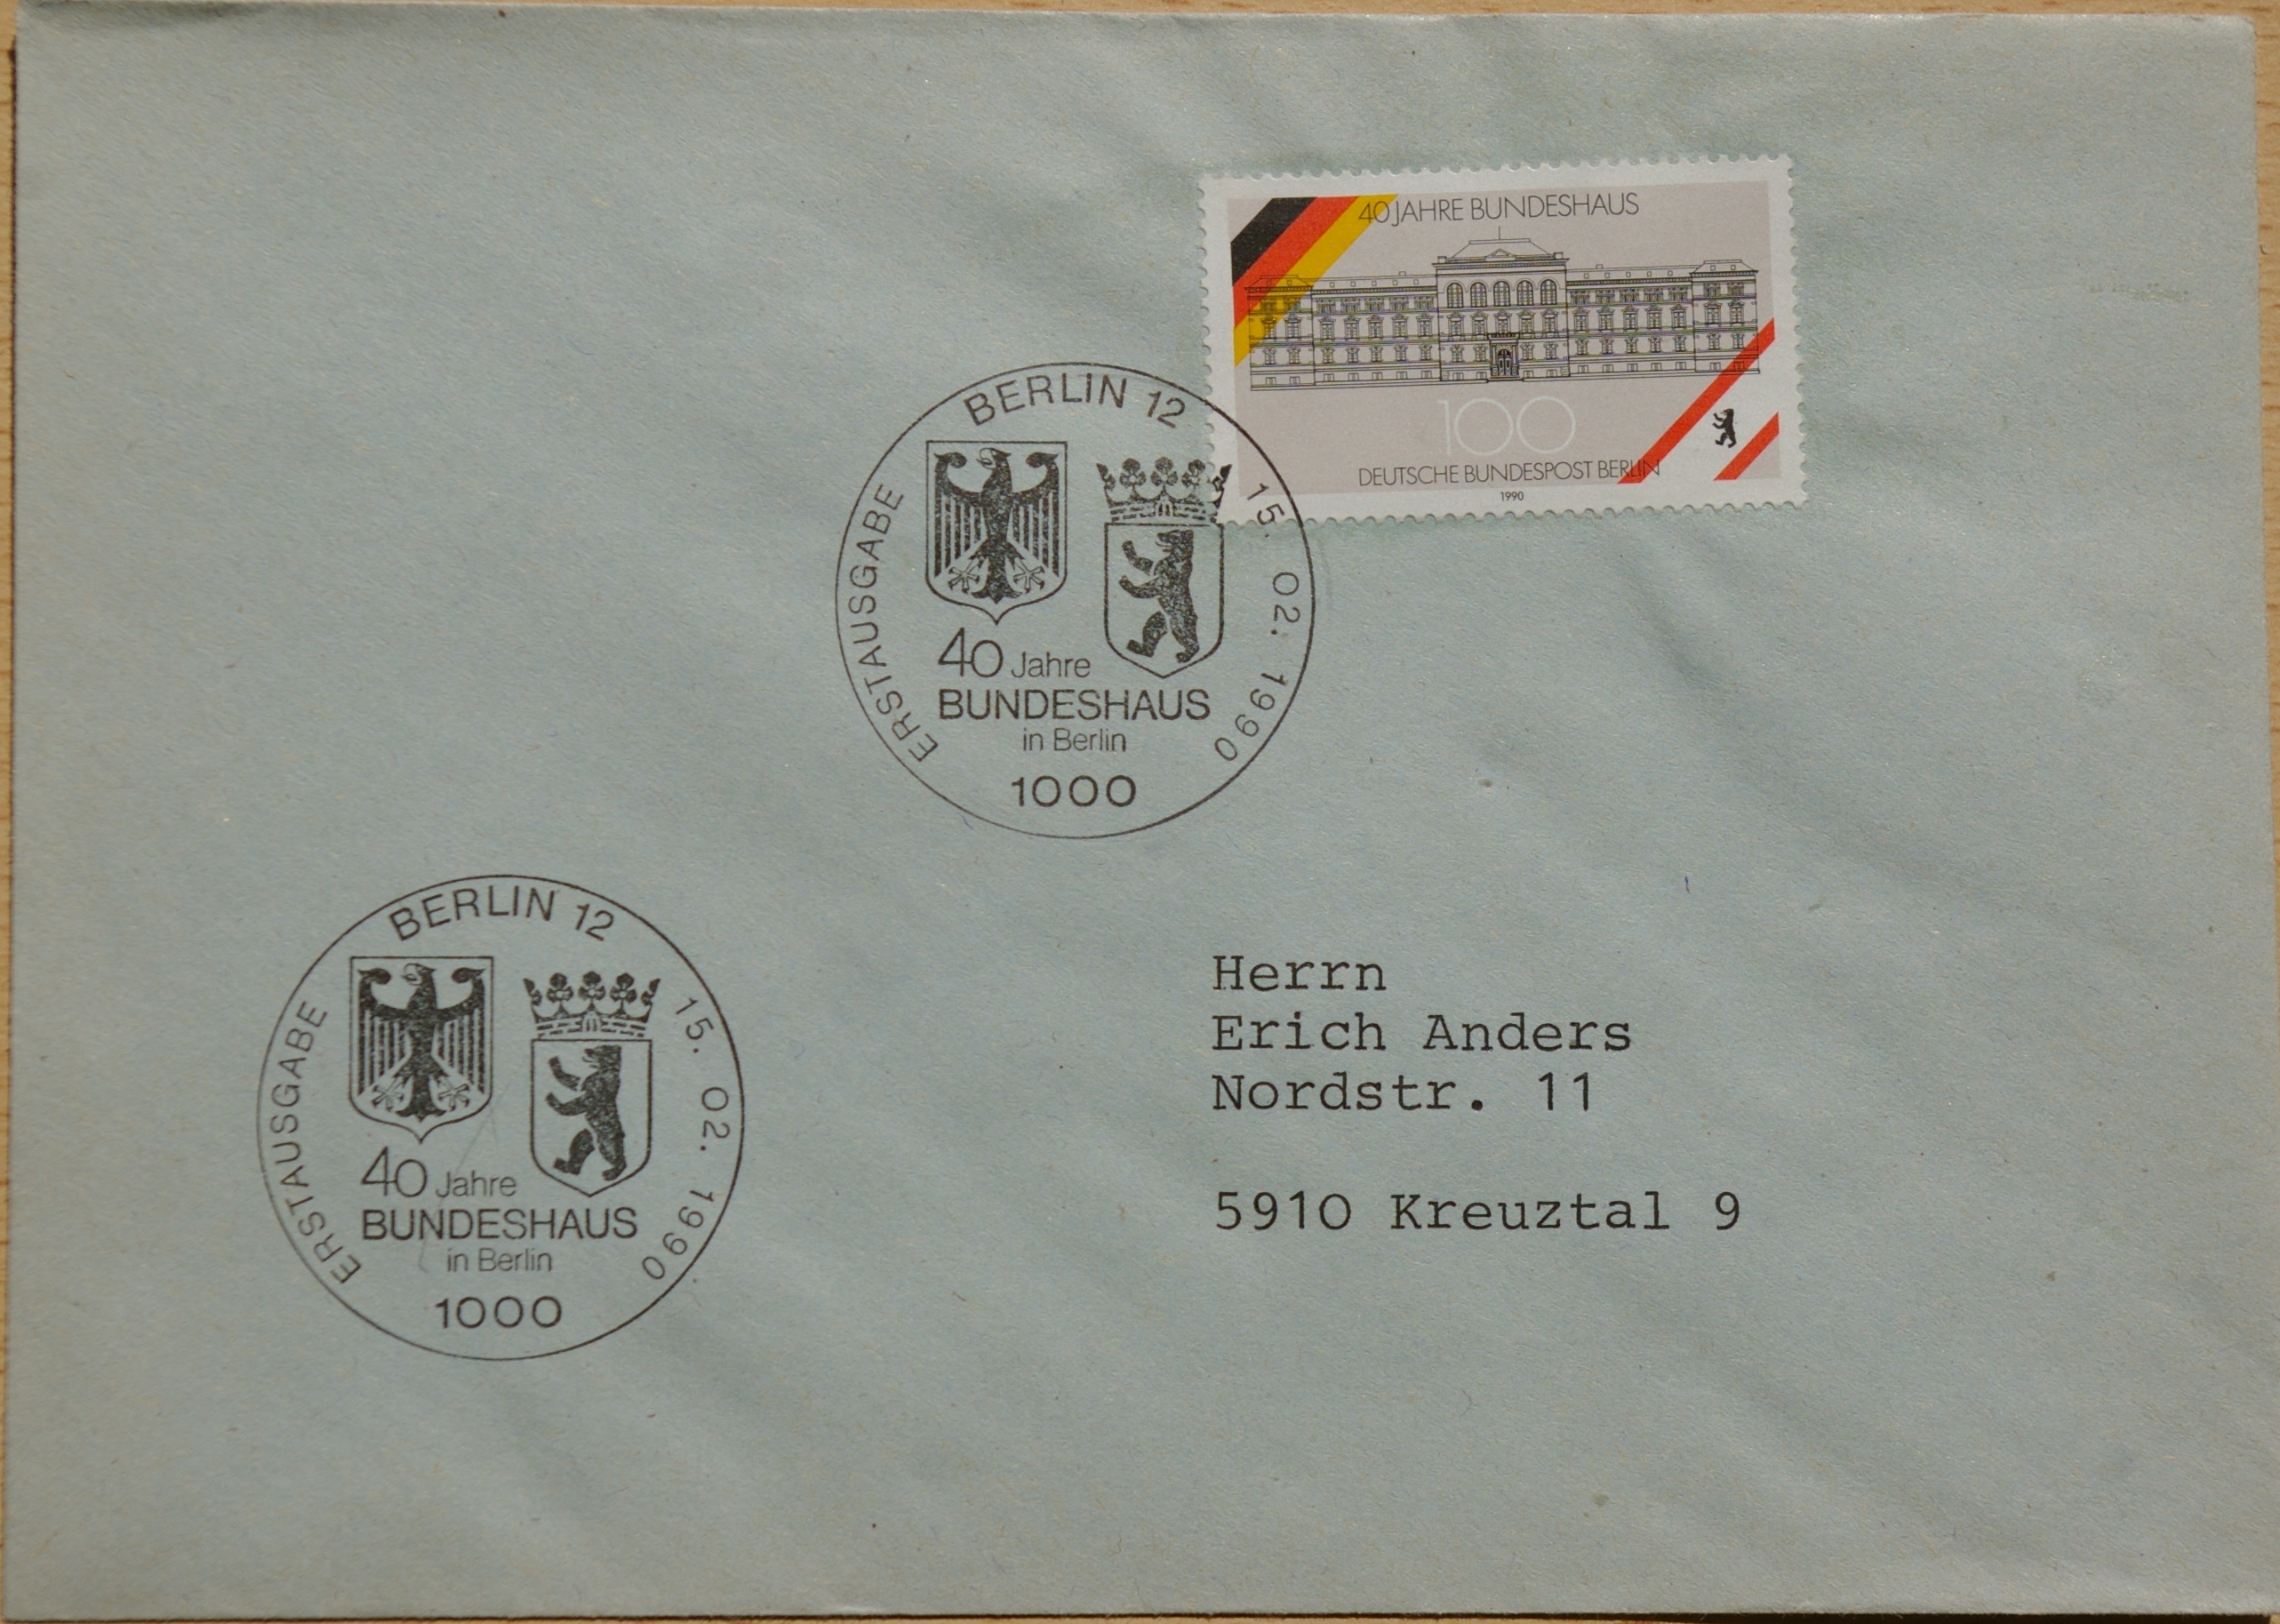 40 JAHRE BUNDESHAUS
100
DEUTSCHE BUNDESPOST BERLIN
1990
BERLIN 12
ERSTAUSGABE
15. 02. 1990
40 Jahre
BUNDESHAUS
in Berlin
1000
BERLIN 12
ERSTAUSGABE
15. 02. 1990
40 Jahre
BUNDESHAUS
in Berlin
1000
Herrn
Erich Anders
Nordstr. 11
5910 Kreuztal 9